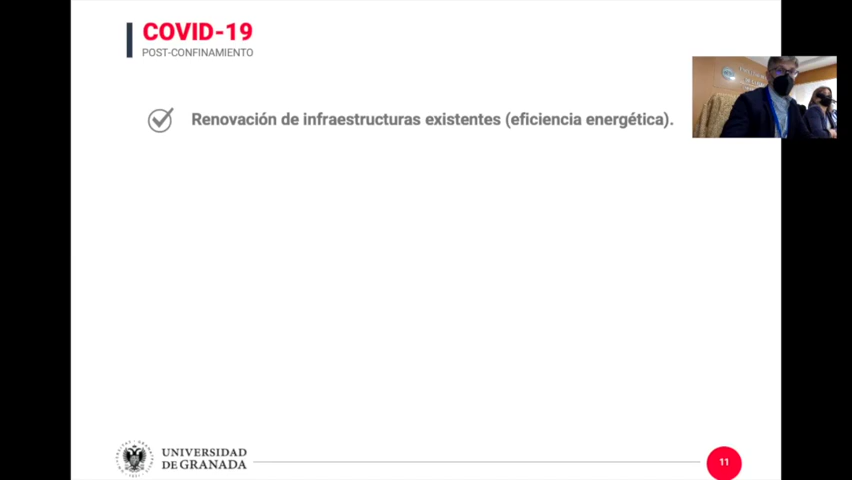 COVID-19
POST-CONFINAMIENTO
Renovación de infraestructuras existentes (eficiencia energética).
UNIVERSIDAD
DE GRANADA
11